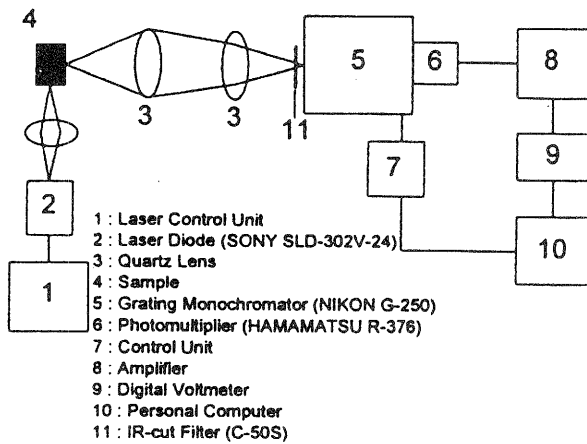 4
5
6
8
3
3
11
7
9
2
10
1
1 : Laser Control Unit
2 : Laser Diode (SONY SLD-302V-24)
3 : Quartz Lens
4 : Sample
5 : Grating Monochromator (NIKON G-250)
6 : Photomultiplier (HAMAMATSU R-376)
7 : Control Unit
8 : Amplifier
9 : Digital Voltmeter
10 : Personal Computer
11 : IR-cut Filter (C-50S)